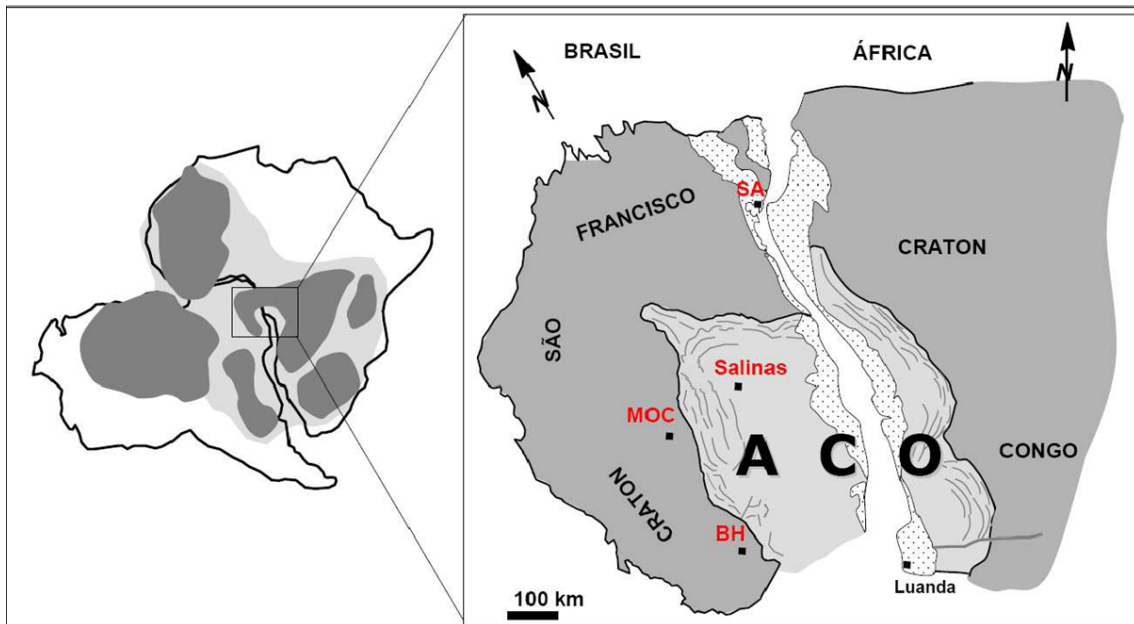 BRASIL
ÁFRICA
N
N
SA
FRANCISCO
CRATON
SÃO
Salinas
MOC
A C O
CONGO
CRATON
BH
Luanda
100 km